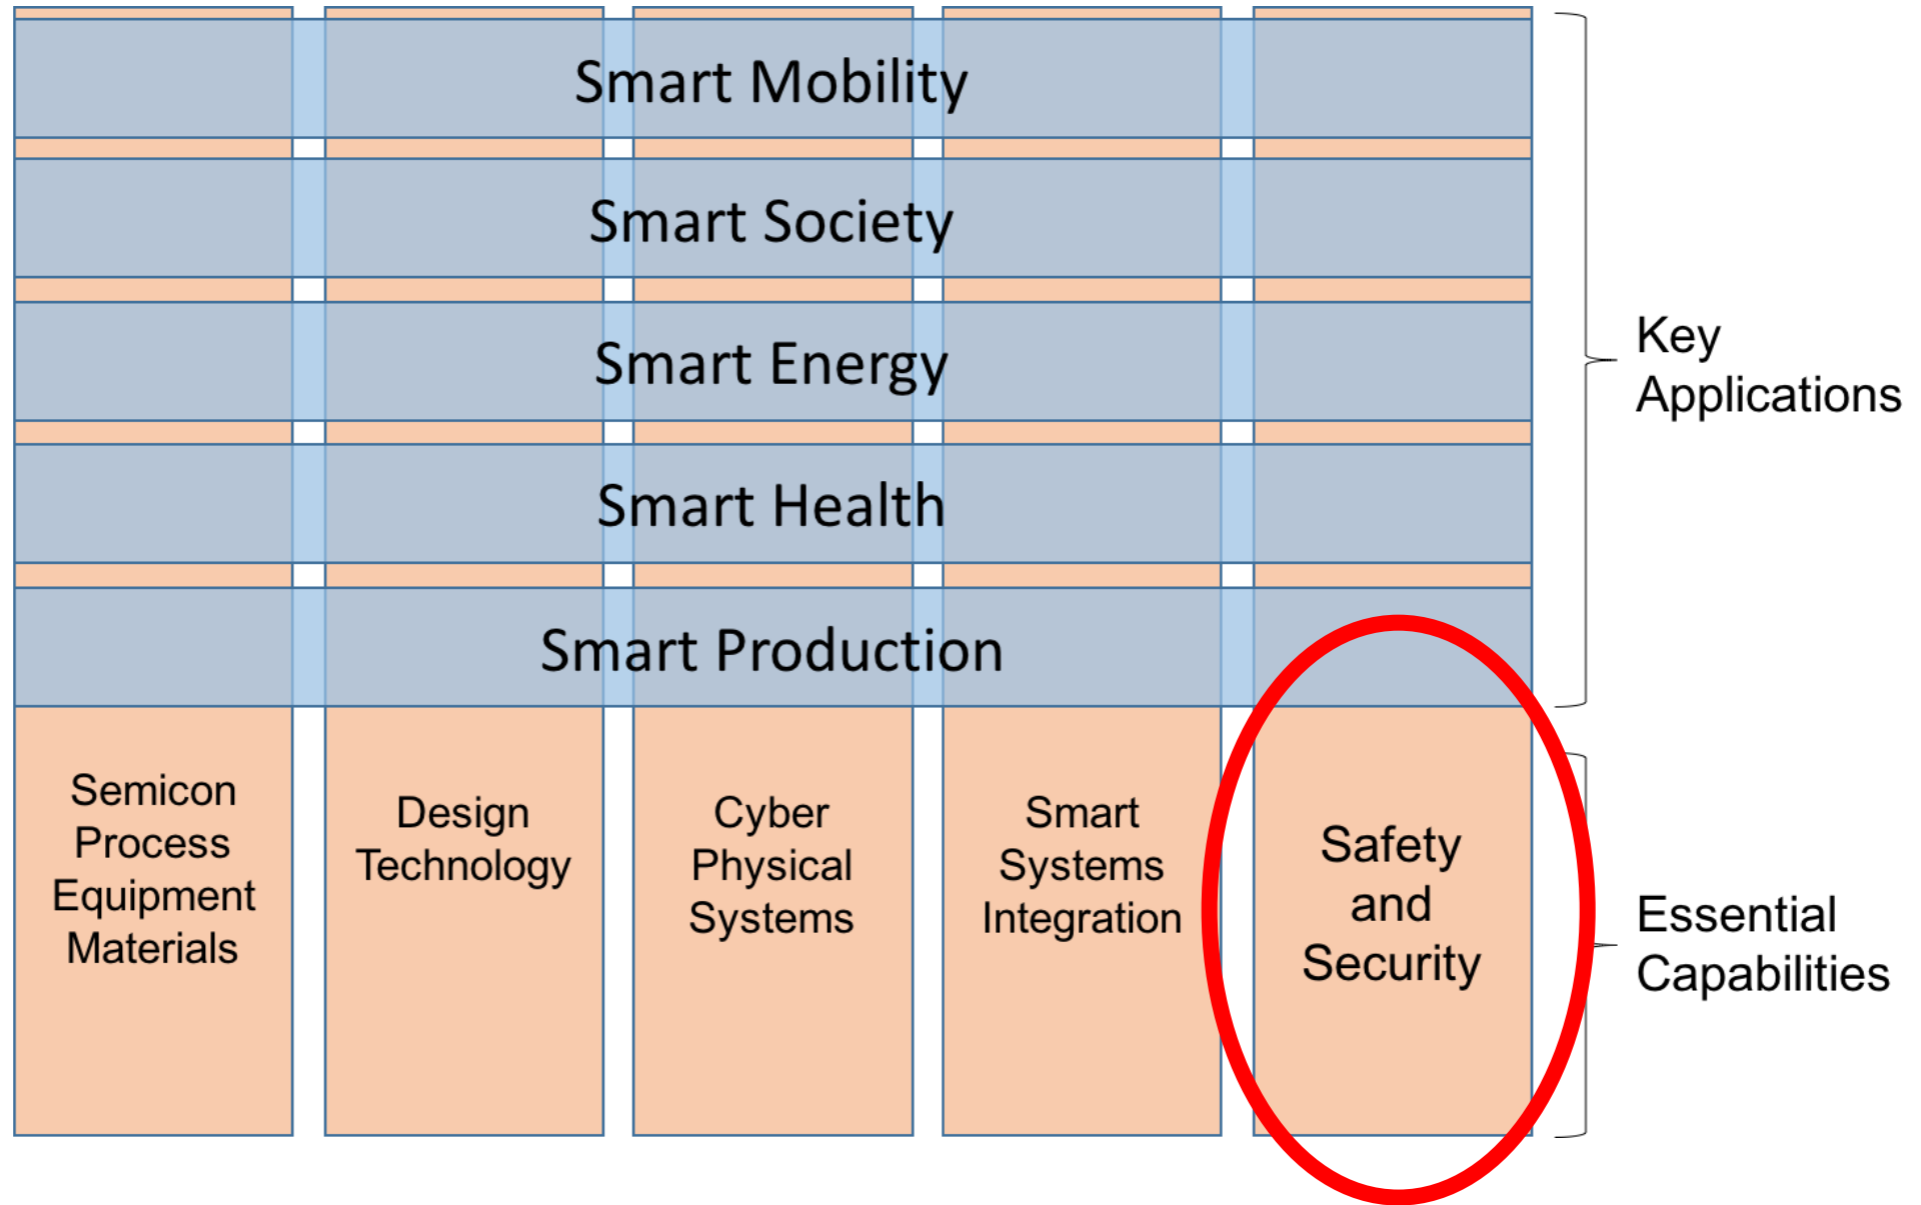 Smart Mobility
Smart Society
Smart Energy
Smart Health
Smart Production
Key
Applications
Semicon
Process
Equipment
Materials
Design
Technology
Cyber
Physical
Systems
Smart
Systems
Integration
Safety
and
Security
Essential
Capabilities